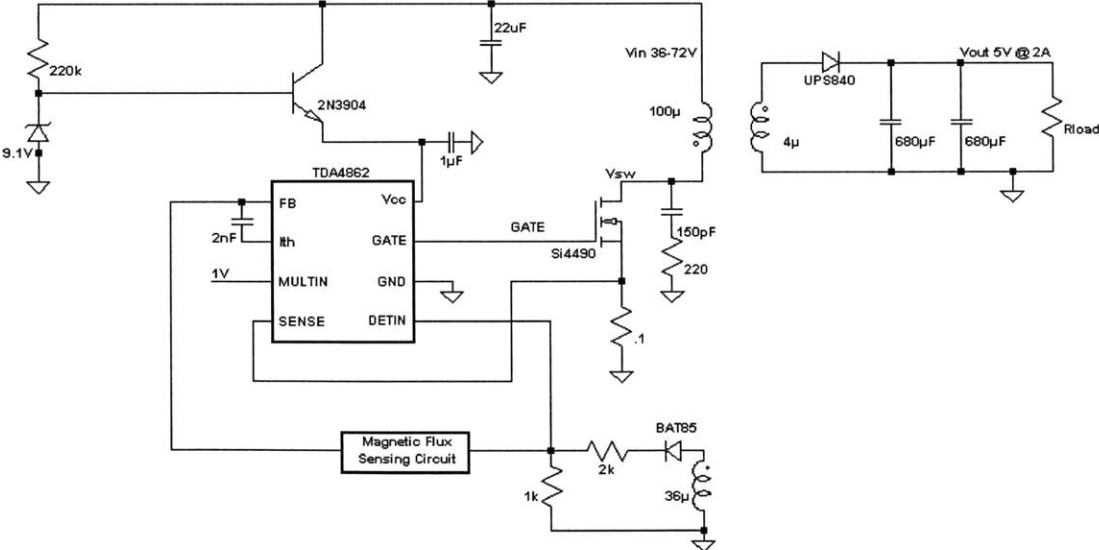 22uF
Vin 36-72V
Vout 5V @ 2A
220k
UPS840
2N3904
100µ
4µ
680µF
680µF
Rload
9.1V
1µF
TDA4862
Vsw
FB
Vcc
2nF
Ith
GATE
GATE
150pF
Si4490
1V
MULTIN
GND
220
SENSE
DETIN
.1
BAT85
Magnetic Flux
Sensing Circuit
2k
1k
36µ